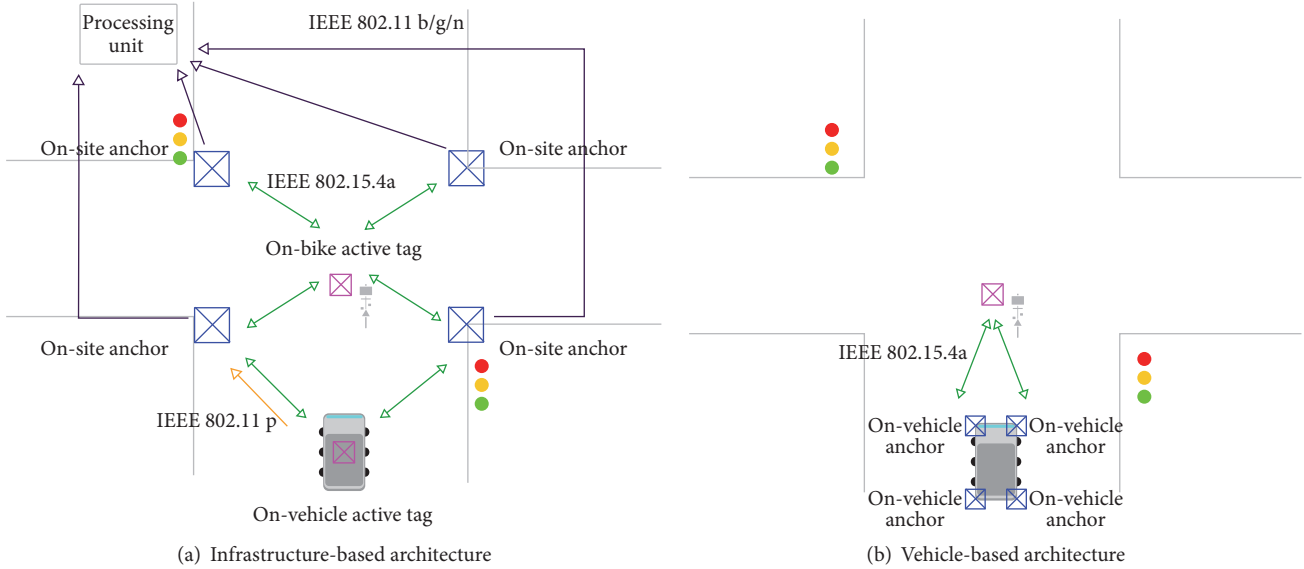 Processing
unit
IEEE 802.11 b/g/n
On-site anchor
On-site anchor
IEEE 802.15.4a
On-bike active tag
On-site anchor
On-site anchor
IEEE 802.11 p
On-vehicle active tag
(a) Infrastructure-based architecture
IEEE 802.15.4a
On-vehicle
anchor
On-vehicle
anchor
On-vehicle
anchor
On-vehicle
anchor
(b) Vehicle-based architecture